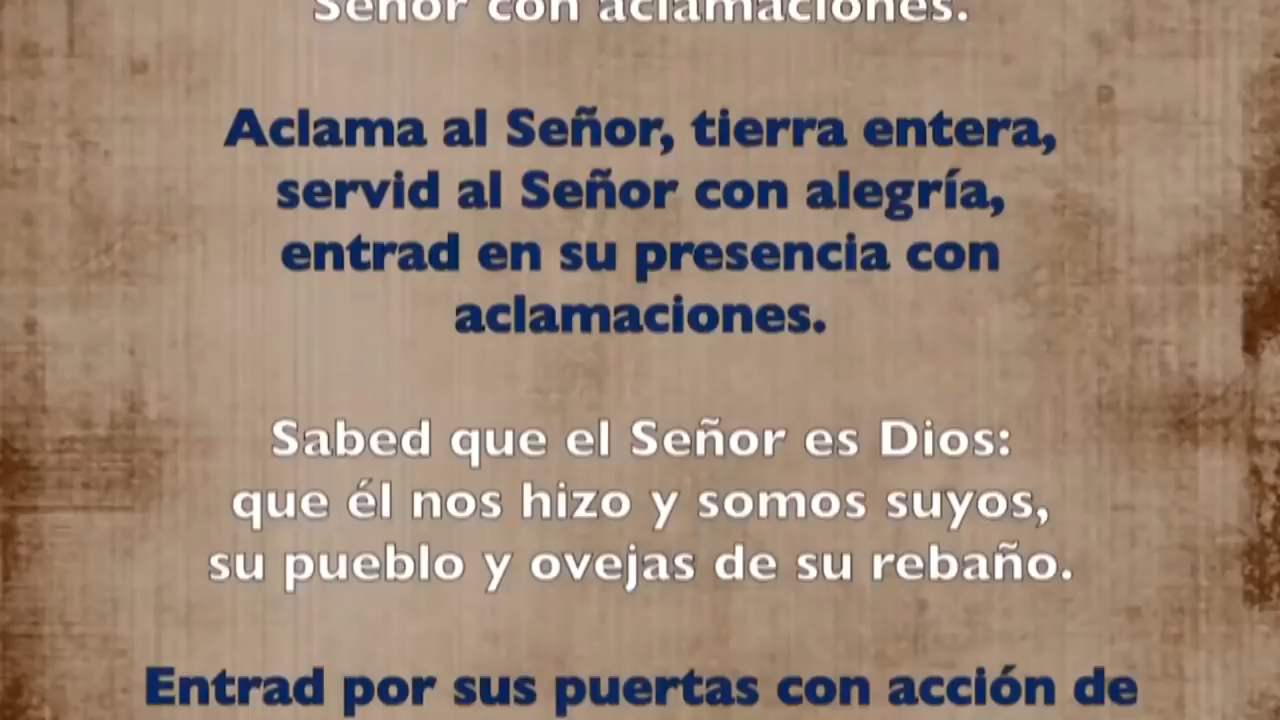 Señor con aclamaciones.
Aclama al Señor, tierra entera,
servid al Señor con alegría,
entrad en su presencia con
aclamaciones.
Sabed que el Señor es Dios:
que él nos hizo y somos suyos,
su pueblo y ovejas de su rebaño.
Entrad por sus puertas con acción de